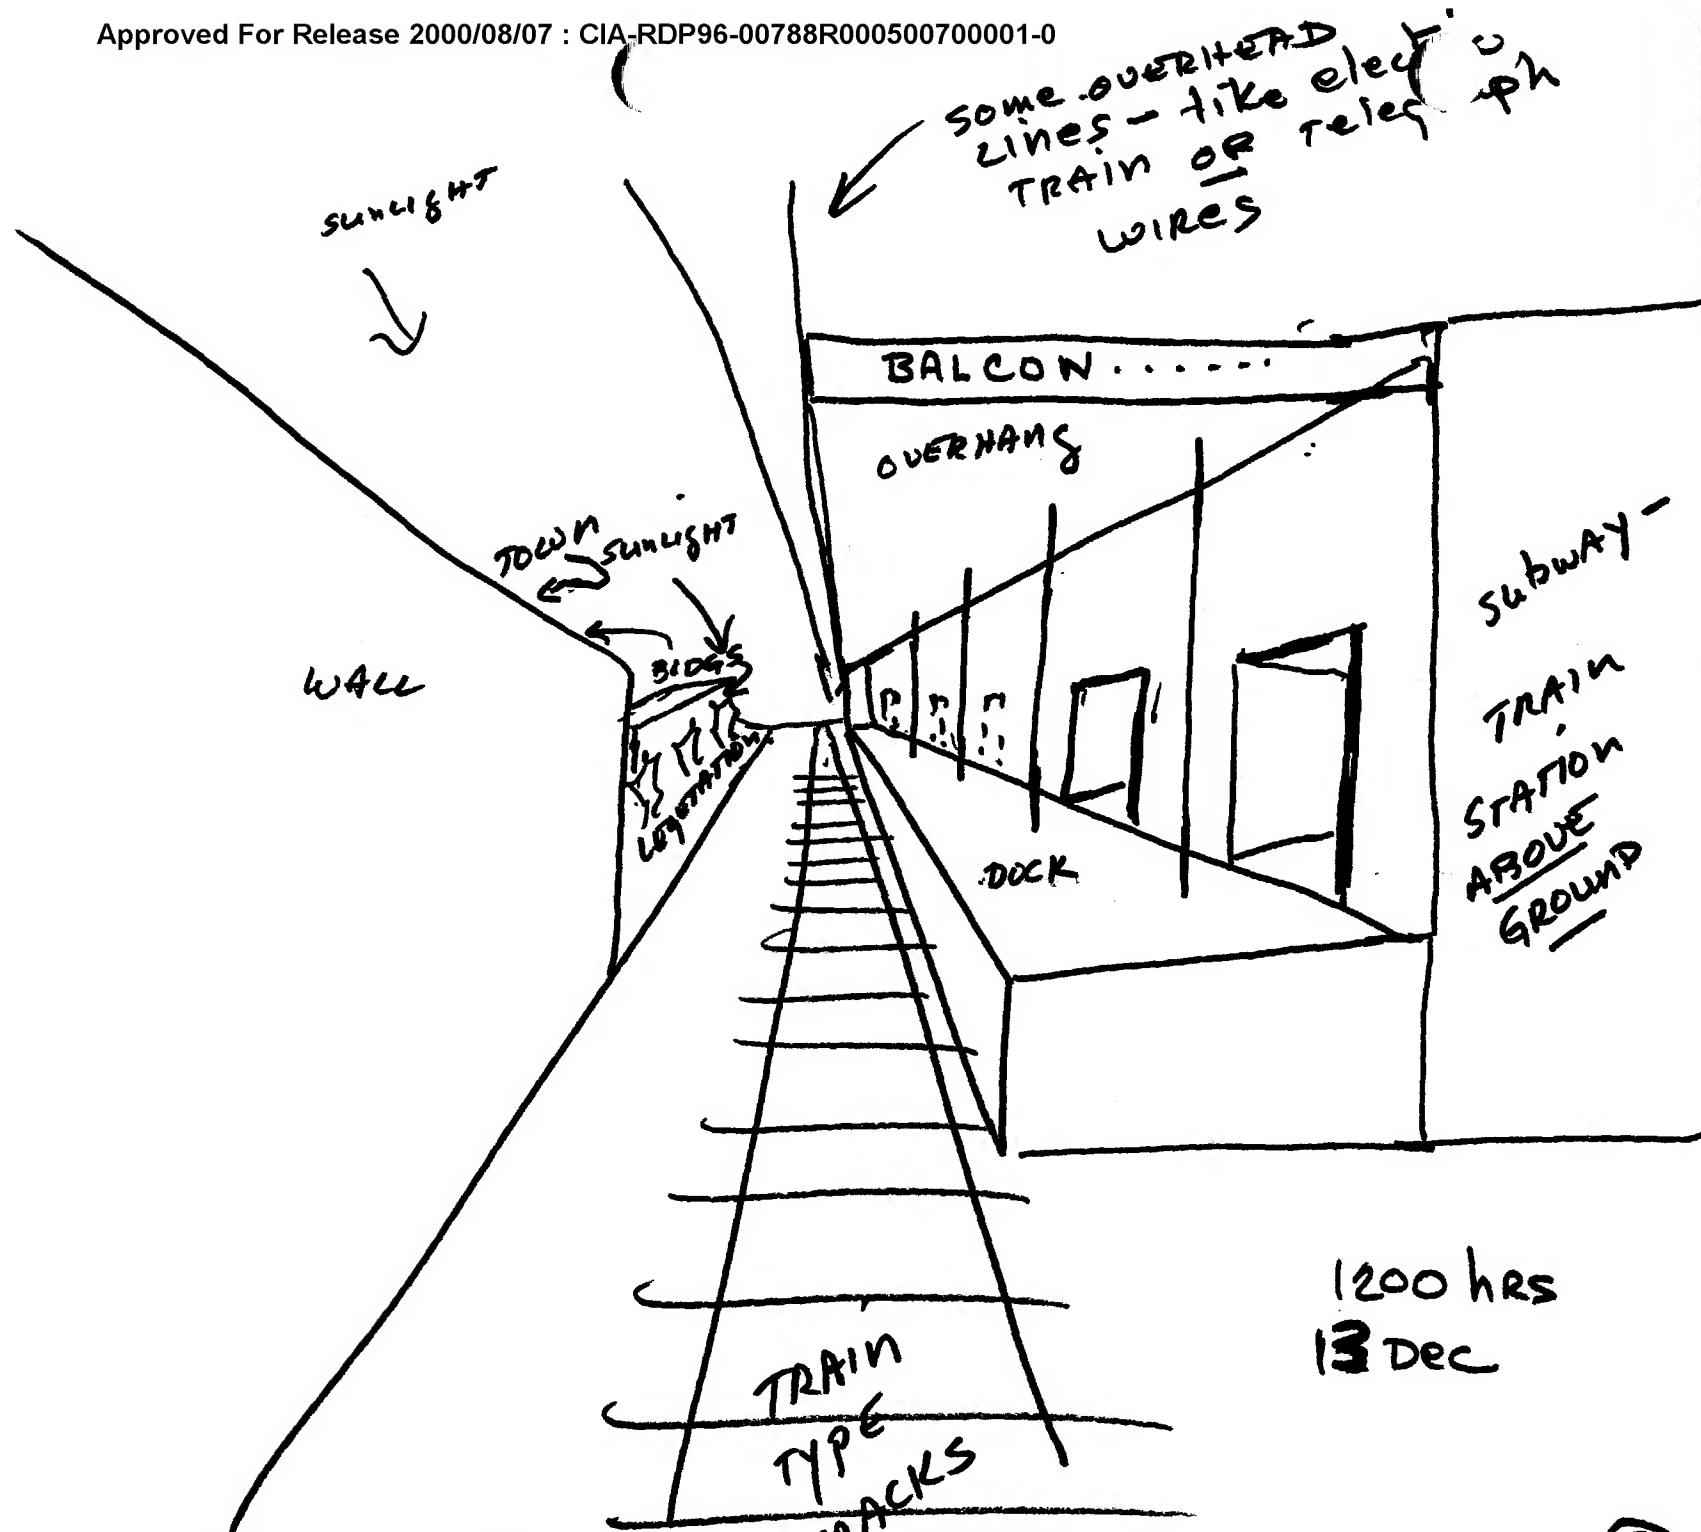 Approved For Release 2000/08/07 : CIA-RDP96-00788R000500700001-0
SOME OVERHEAD
LINES - like
TRAIN OR
WIRES
SUNLIGHT
BALCON.......
OVERHANG
TOWN
SUNLIGHT
BLDGS
WALL
VEGETATION
DOCK
SUBWAY -
TRAIN
STATION
ABOVE
GROUND
1200 hRS
13 Dec
TRAIN
TYPE